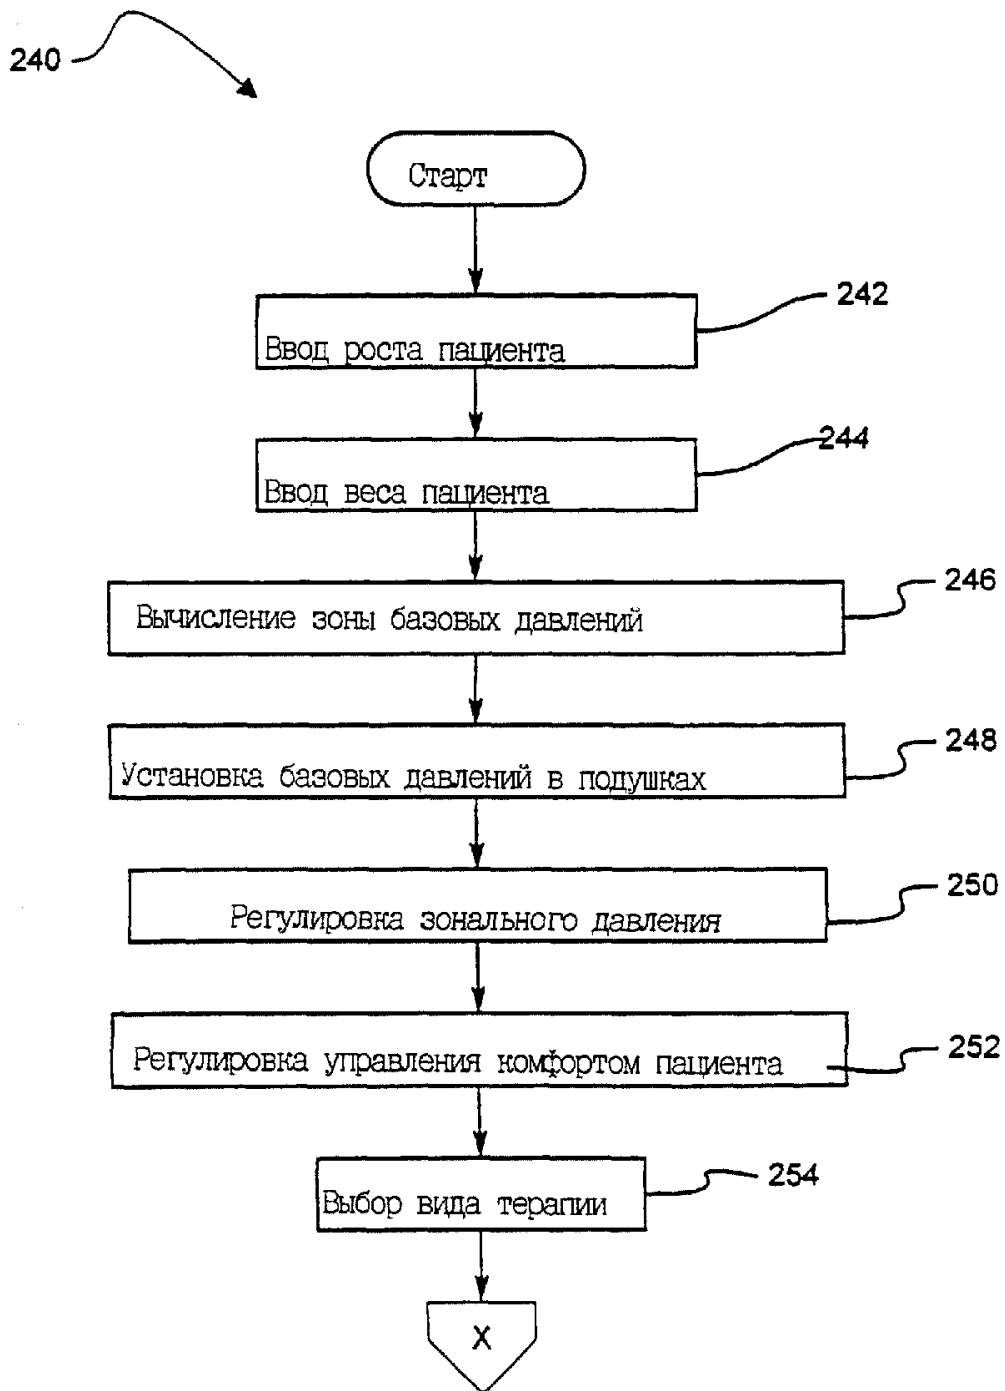 240
Старт
242
Ввод роста пациента
244
Ввод веса пациента
246
Вычисление зоны базовых давлений
248
Установка базовых давлений в подушках
250
Регулировка зонального давления
252
Регулировка управления комфортом пациента
254
Выбор вида терапии
X